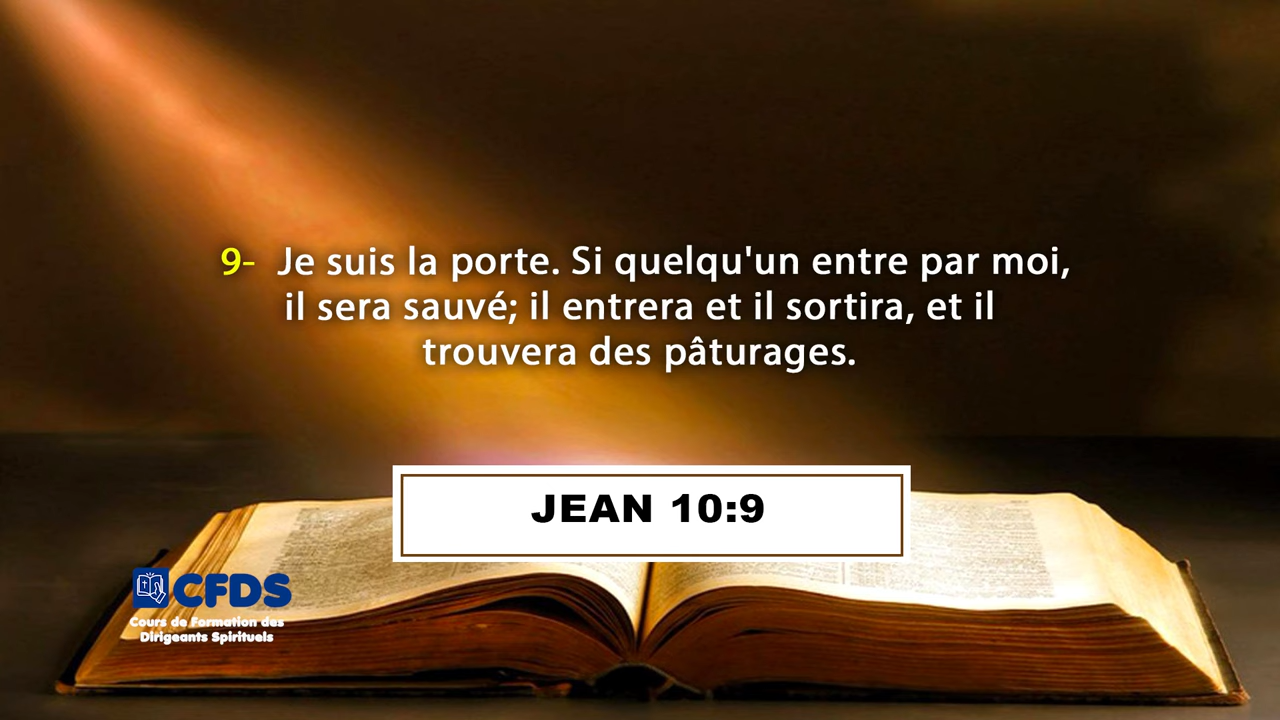 9- Je suis la porte. Si quelqu'un entre par moi,
il sera sauvé; il entrera et il sortira, et il
trouvera des pâturages.
JEAN 10:9
CFDS
Cours de Formation des
Dirigeants Spirituels